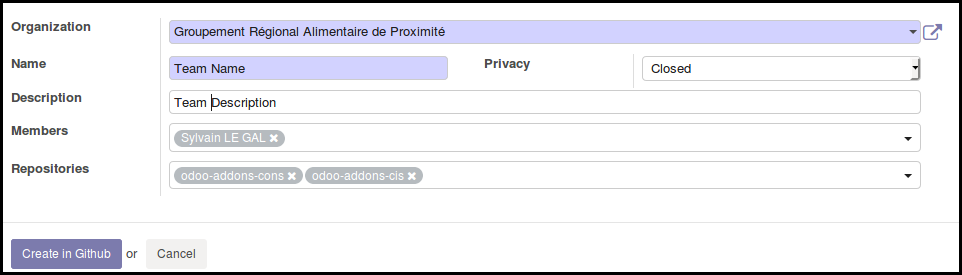 Organization Groupement Régional Alimentaire de Proximité
Name Team Name Privacy Closed
Description Team Description
Members Sylvain LE GAL ✖
Repositories odoo-addons-cons ✖ odoo-addons-cis ✖
Create in Github or Cancel